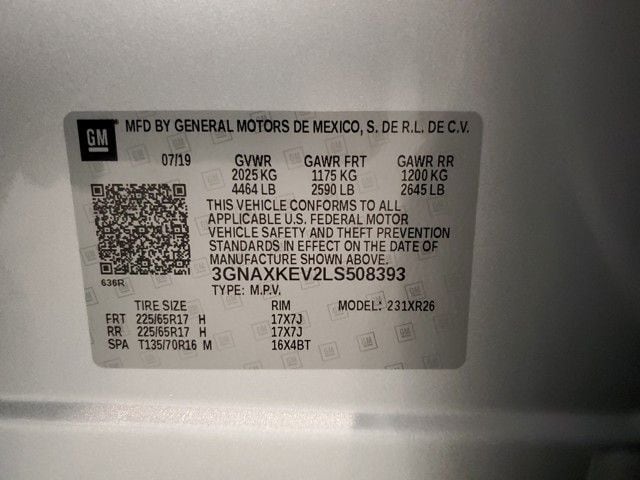 GM MFD BY GENERAL MOTORS DE MEXICO, S. DE R.L. DE C.V.
07/19 GVWR GAWR FRT GAWR RR
2025 KG 1175 KG 1200 KG
4464 LB 2590 LB 2645 LB
THIS VEHICLE CONFORMS TO ALL
APPLICABLE U.S. FEDERAL MOTOR
VEHICLE SAFETY AND THEFT PREVENTION
STANDARDS IN EFFECT ON THE DATE OF
MANUFACTURE SHOWN ABOVE.
3GNAXKEV2LS508393
636R TYPE: M.P.V.
TIRE SIZE RIM MODEL: 231XR26
FRT 225/65R17 H 17X7J
RR 225/65R17 H 17X7J
SPA T135/70R16 M 16X4BT